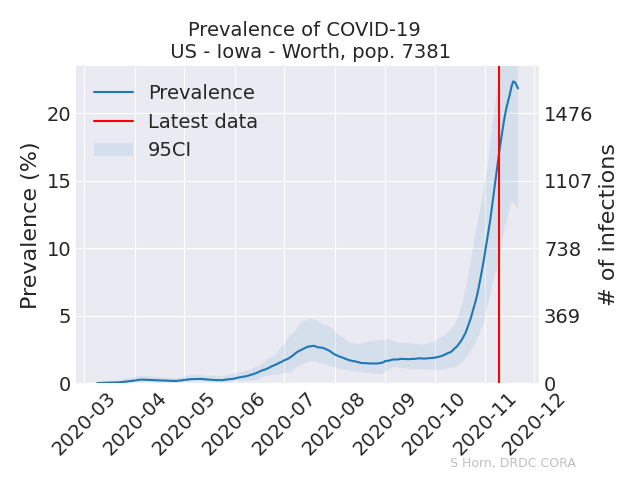 Prevalence of COVID-19
US - Iowa - Worth, pop. 7381
Prevalence
Latest data
95CI
Prevalence (%)
20
15
10
5
0
1476
1107
738
369
0
# of infections
2020-03
2020-04
2020-05
2020-06
2020-07
2020-08
2020-09
2020-10
2020-11
2020-12
S Horn, DRDC CORA